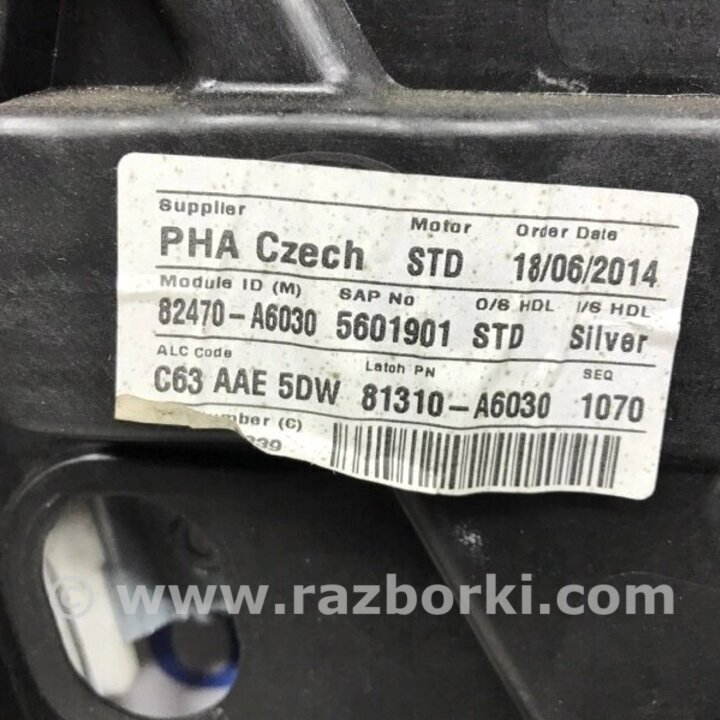 Supplier Motor Order Date
PHA Czech STD 18/06/2014
Module ID (M) SAP No O/S HDL I/S HDL
82470-A6030 5601901 STD Silver
ALC Code Latch PN SEQ
C63 AAE 5DW 81310-A6030 1070
(C)
© www.razborki.com